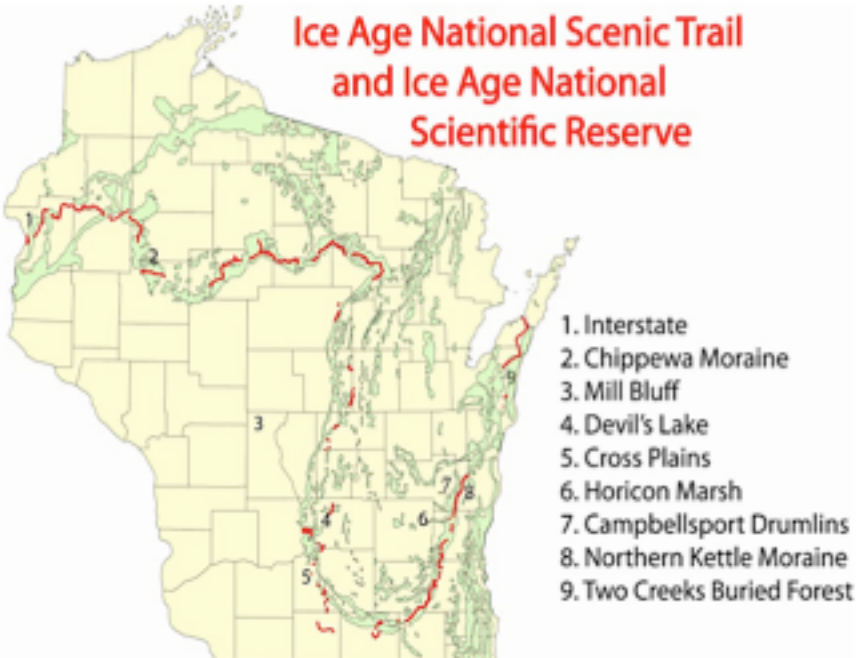 Ice Age National Scenic Trail
and Ice Age National
Scientific Reserve
1
2
3
4
5
6
7
8
9
1. Interstate
2. Chippewa Moraine
3. Mill Bluff
4. Devil's Lake
5. Cross Plains
6. Horicon Marsh
7. Campbellsport Drumlins
8. Northern Kettle Moraine
9. Two Creeks Buried Forest